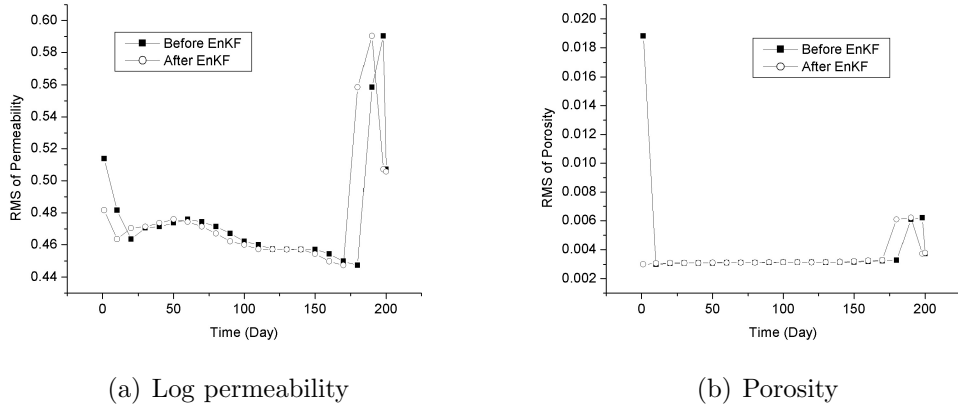 0.60
0.58
0.56
0.54
0.52
0.50
0.48
0.46
0.44
RMS of Permeability
Before EnKF
After EnKF
0 50 100 150 200
Time (Day)
(a) Log permeability
0.020
0.018
0.016
0.014
0.012
0.010
0.008
0.006
0.004
0.002
RMS of Porosity
Before EnKF
After EnKF
0 50 100 150 200
Time (Day)
(b) Porosity